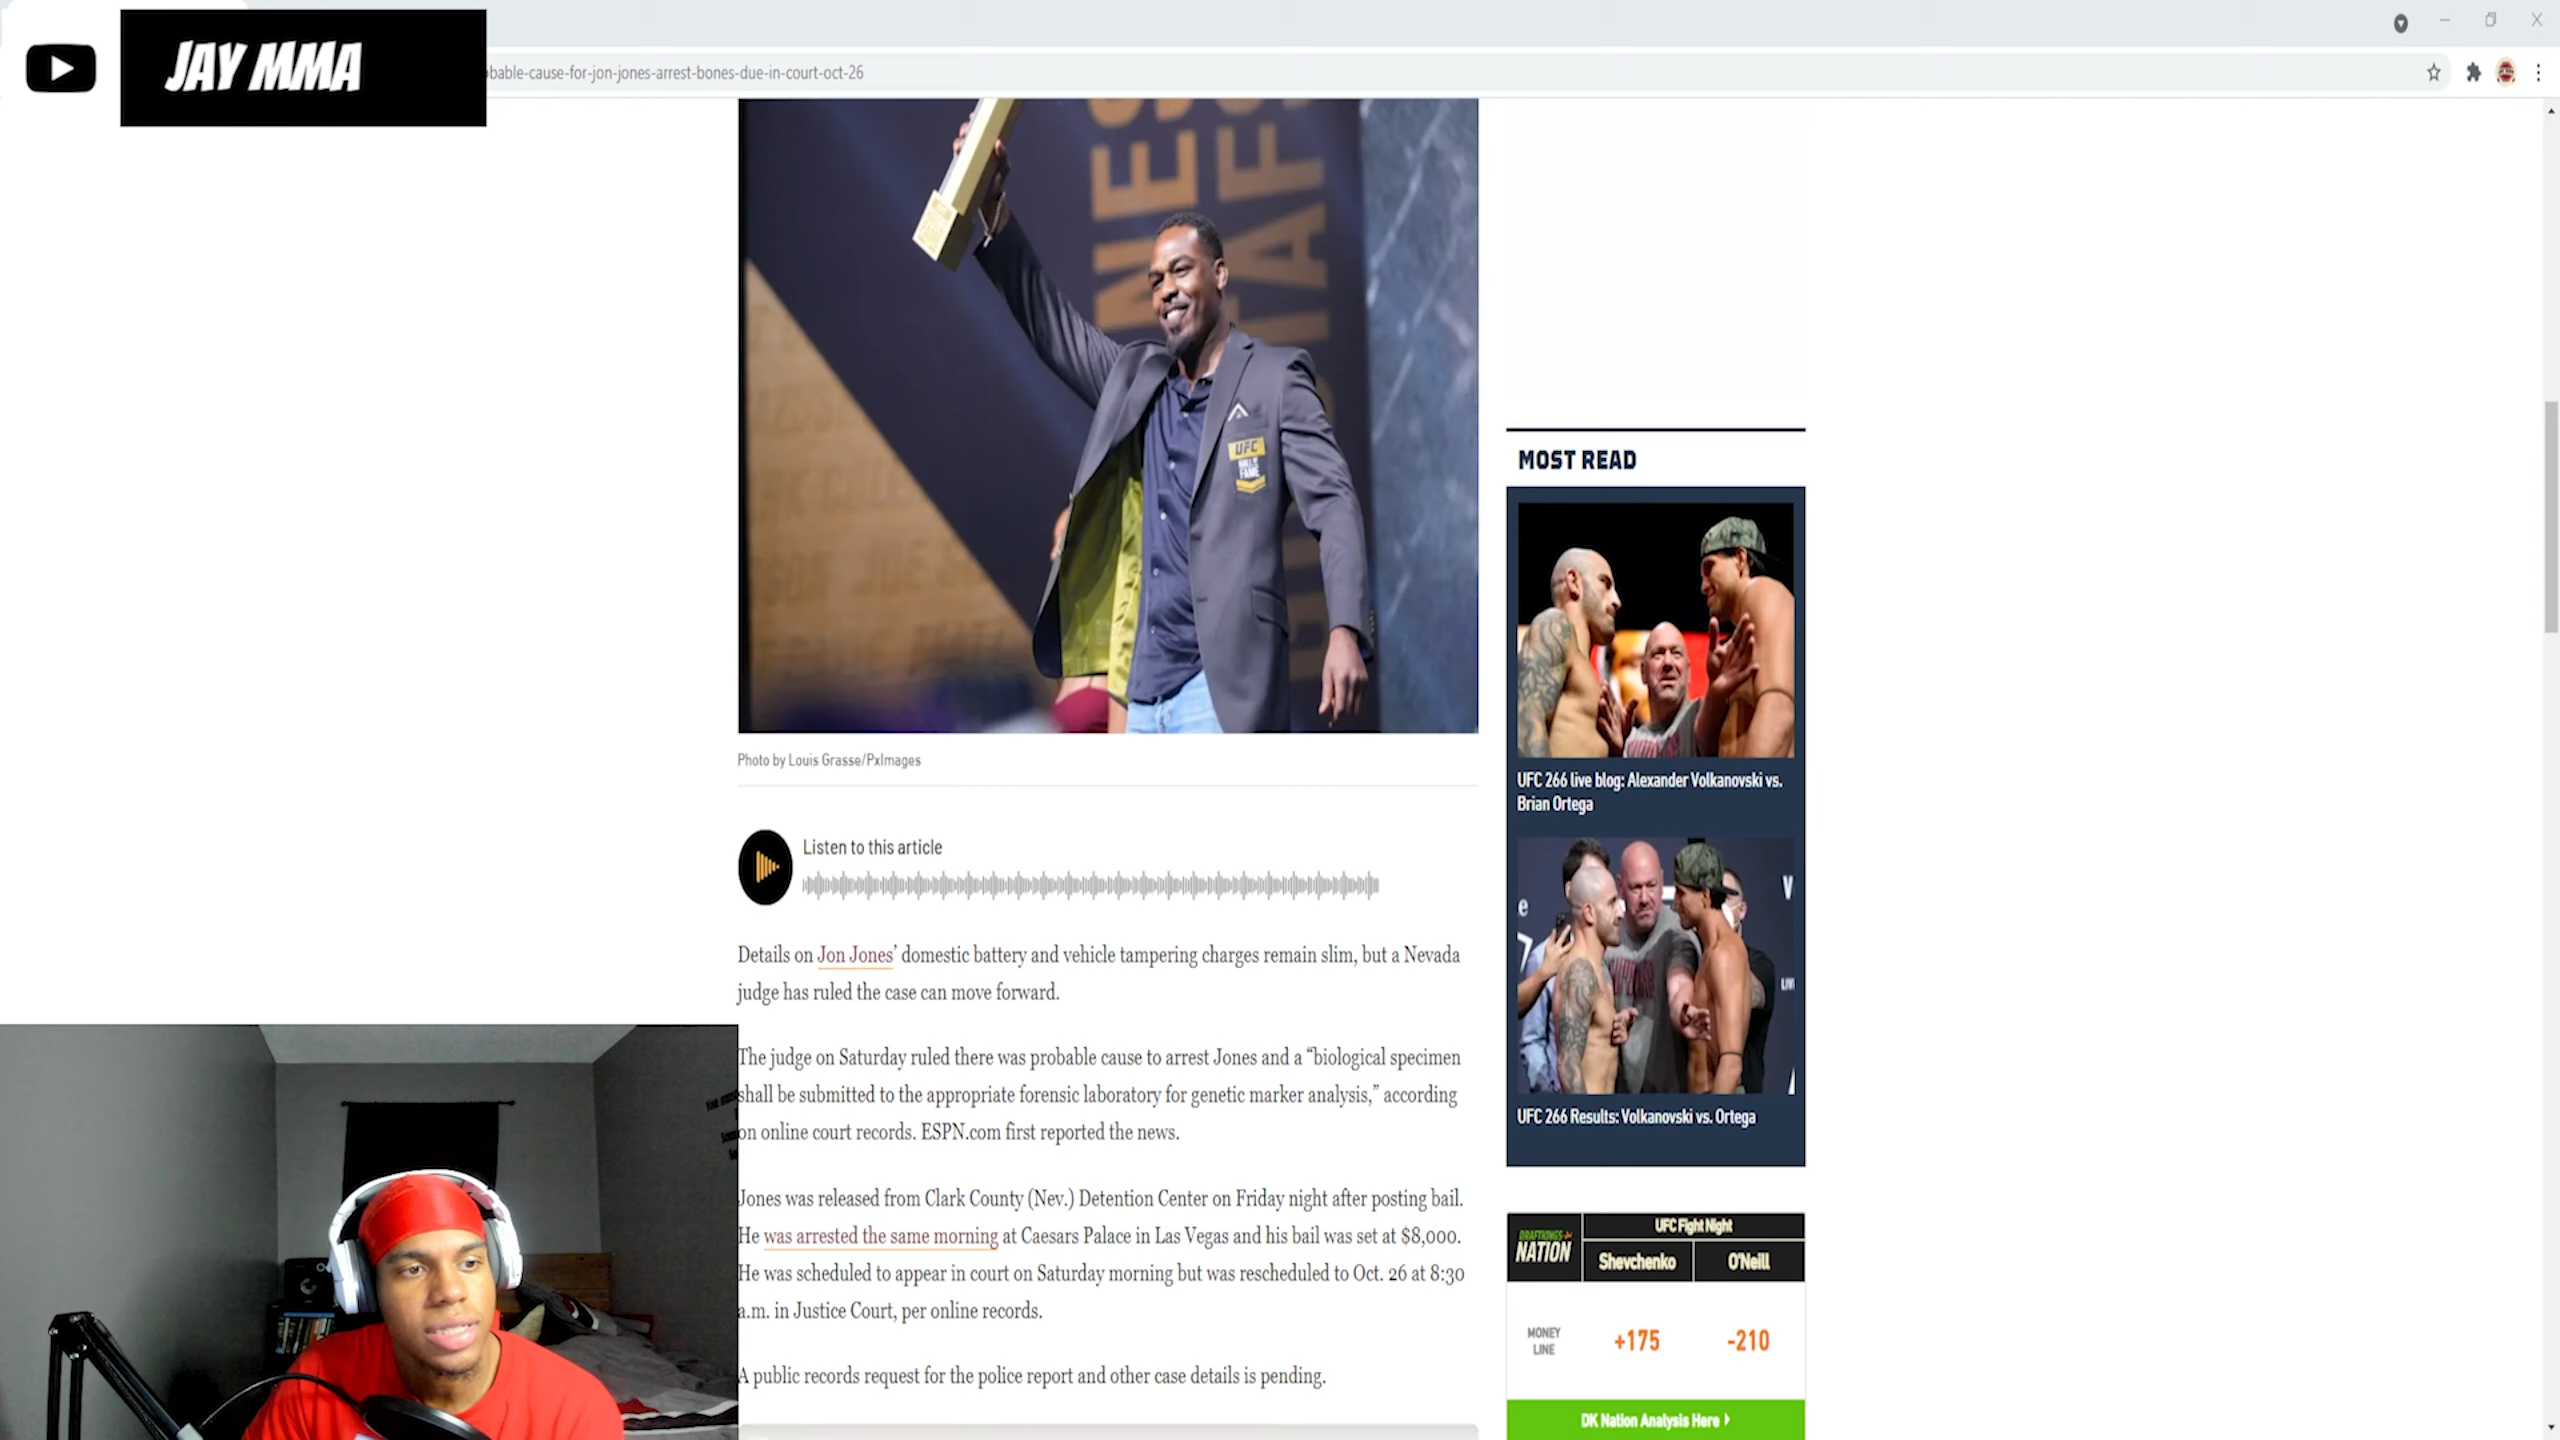 JAY MMA
bable-cause-for-jon-jones-arrest-bones-due-in-court-oct-26
UFC
HALL OF
FAME
Photo by Louis Grasse/PxImages
Listen to this article
Details on Jon Jones’ domestic battery and vehicle tampering charges remain slim, but a Nevada
judge has ruled the case can move forward.
The judge on Saturday ruled there was probable cause to arrest Jones and a “biological specimen
shall be submitted to the appropriate forensic laboratory for genetic marker analysis,” according
on online court records. ESPN.com first reported the news.
Jones was released from Clark County (Nev.) Detention Center on Friday night after posting bail.
He was arrested the same morning at Caesars Palace in Las Vegas and his bail was set at $8,000.
He was scheduled to appear in court on Saturday morning but was rescheduled to Oct. 26 at 8:30
a.m. in Justice Court, per online records.
A public records request for the police report and other case details is pending.
MOST READ
UFC 266 live blog: Alexander Volkanovski vs.
Brian Ortega
UFC 266 Results: Volkanovski vs. Ortega
DRAFTKINGS
NATION
UFC Fight Night
Shevchenko
O'Neill
MONEY
LINE
+175
-210
DK Nation Analysis Here